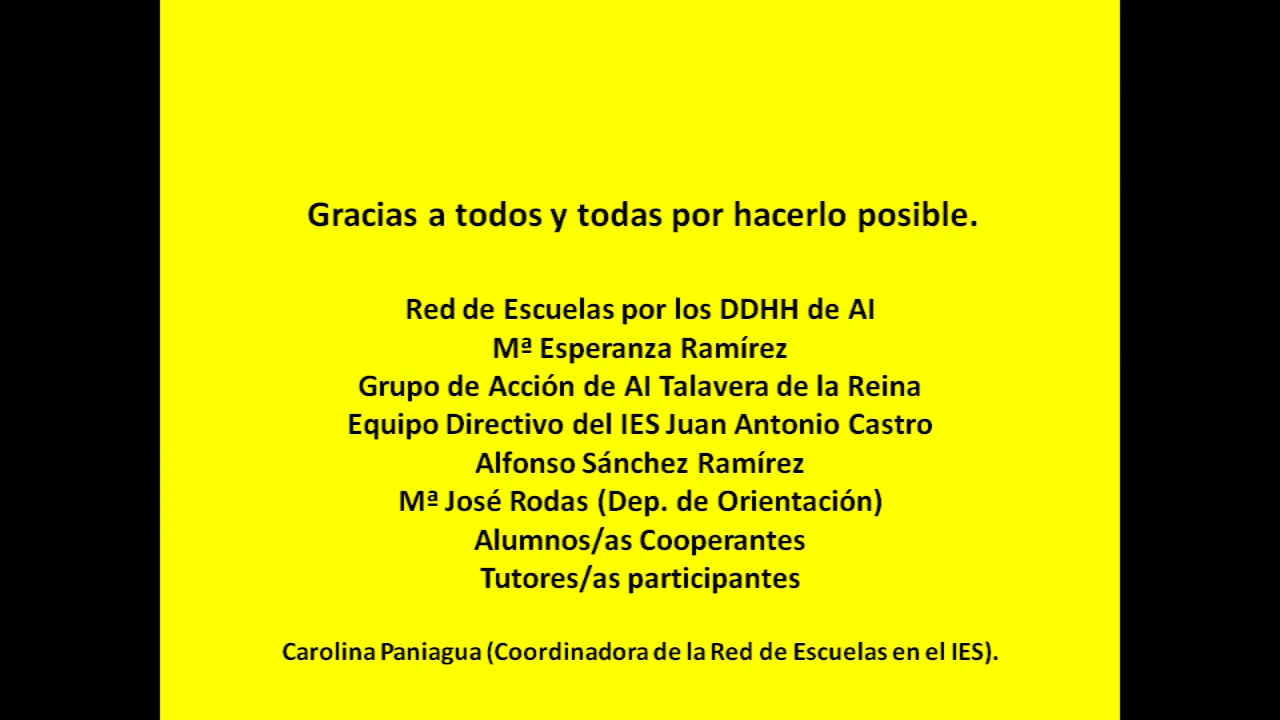 Gracias a todos y todas por hacerlo posible.
Red de Escuelas por los DDHH de AI
Mª Esperanza Ramírez
Grupo de Acción de AI Talavera de la Reina
Equipo Directivo del IES Juan Antonio Castro
Alfonso Sánchez Ramírez
Mª José Rodas (Dep. de Orientación)
Alumnos/as Cooperantes
Tutores/as participantes
Carolina Paniagua (Coordinadora de la Red de Escuelas en el IES).